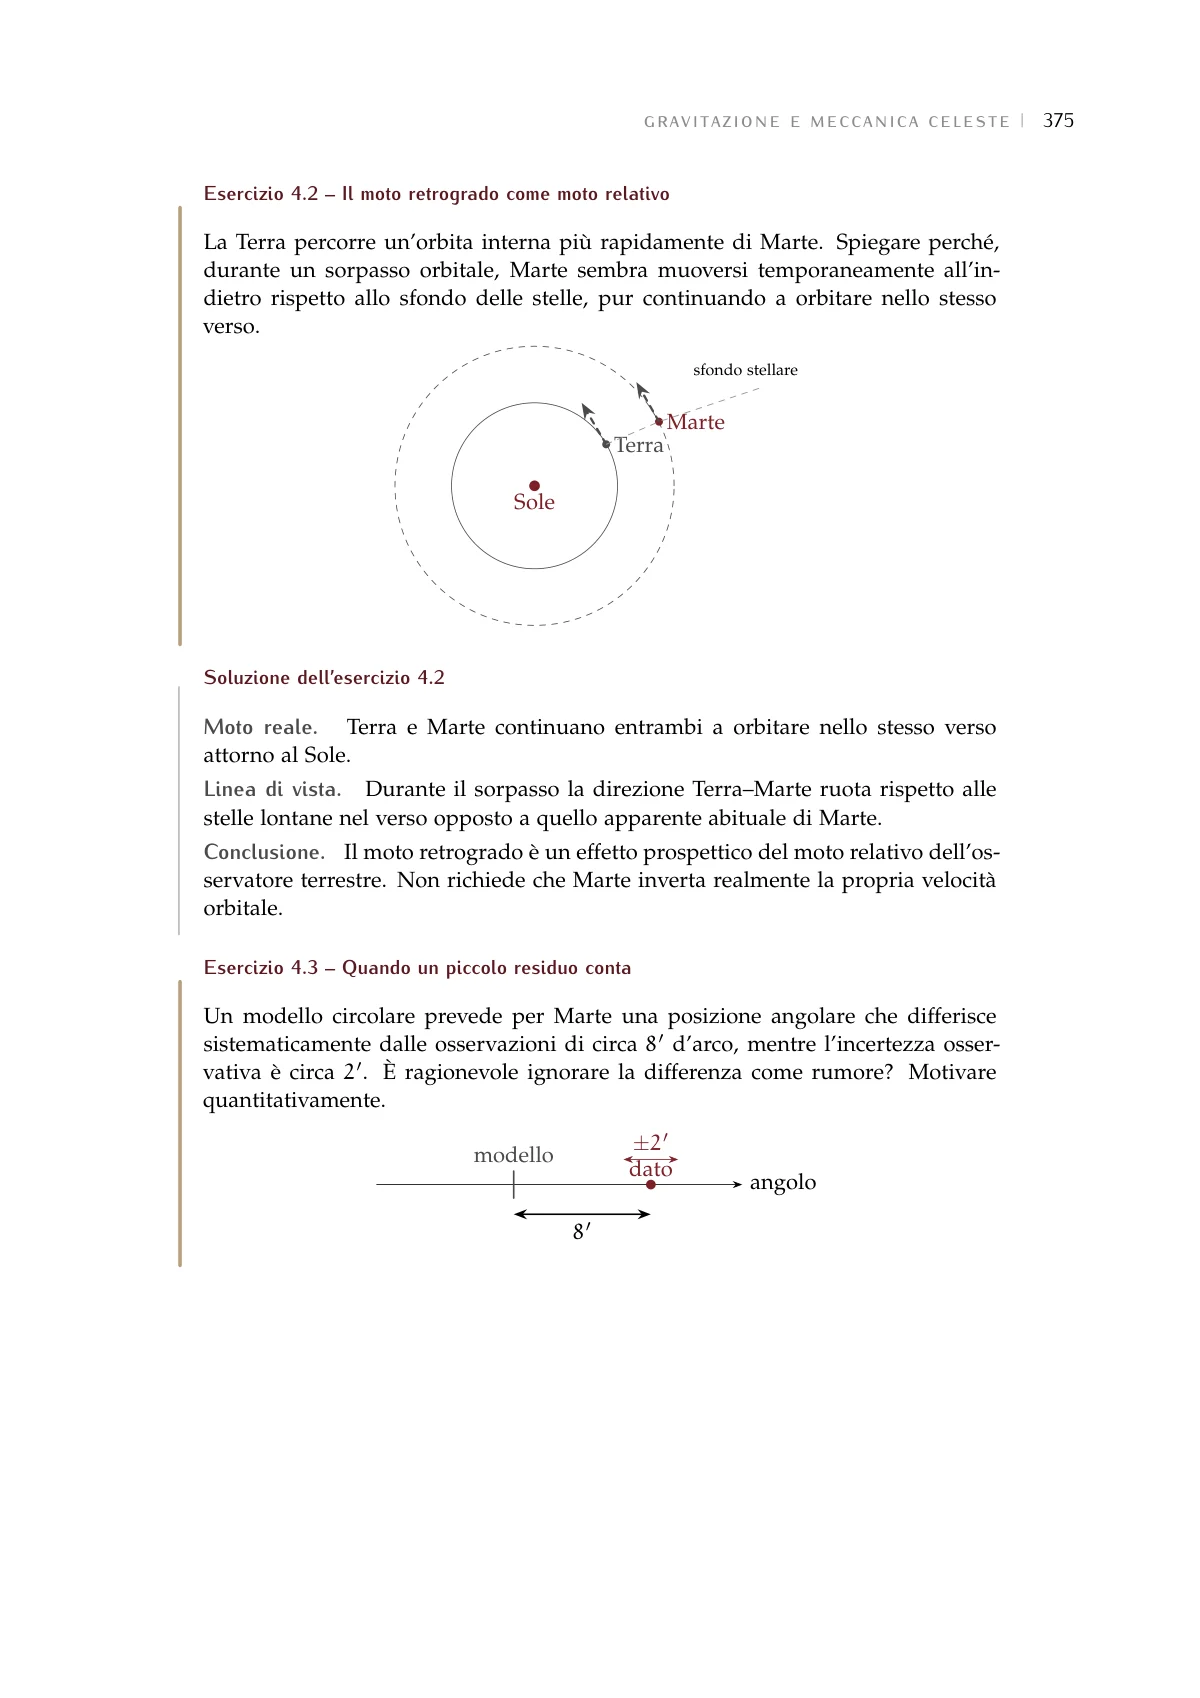 GRAVITAZIONE E MECCANICA CELESTE | 375
Esercizio 4.2 – Il moto retrogrado come moto relativo
La Terra percorre un'orbita interna più rapidamente di Marte. Spiegare perché,
durante un sorpasso orbitale, Marte sembra muoversi temporaneamente all'in-
dietro rispetto allo sfondo delle stelle, pur continuando a orbitare nello stesso
verso.
sfondo stellare
Marte
Terra
Sole
Soluzione dell'esercizio 4.2
Moto reale. Terra e Marte continuano entrambi a orbitare nello stesso verso
attorno al Sole.
Linea di vista. Durante il sorpasso la direzione Terra–Marte ruota rispetto alle
stelle lontane nel verso opposto a quello apparente abituale di Marte.
Conclusione. Il moto retrogrado è un effetto prospettico del moto relativo dell'os-
servatore terrestre. Non richiede che Marte inverta realmente la propria velocità
orbitale.
Esercizio 4.3 – Quando un piccolo residuo conta
Un modello circolare prevede per Marte una posizione angolare che differisce
sistematicamente dalle osservazioni di circa 8′ d'arco, mentre l'incertezza osser-
vativa è circa 2′. È ragionevole ignorare la differenza come rumore? Motivare
quantitativamente.
±2′
modello
dato
angolo
8′